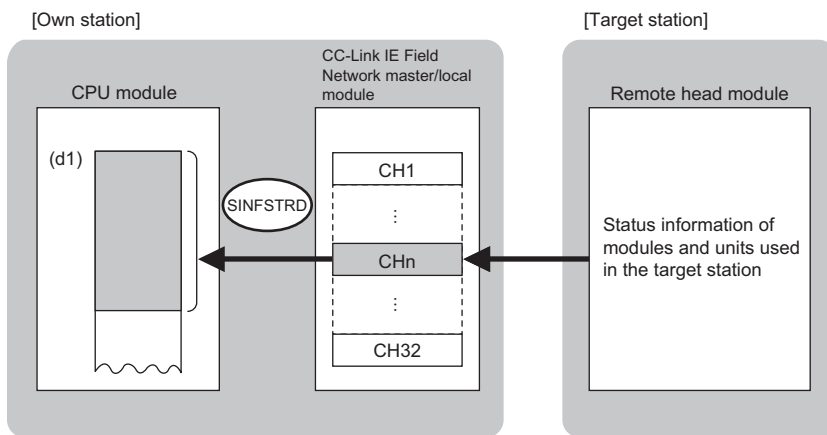 [Own station]
[Target station]
CPU module
(d1)
SINFSTRD
CC-Link IE Field
Network master/local
module
CH1
⋮
CHn
⋮
CH32
Remote head module
Status information of
modules and units used
in the target station